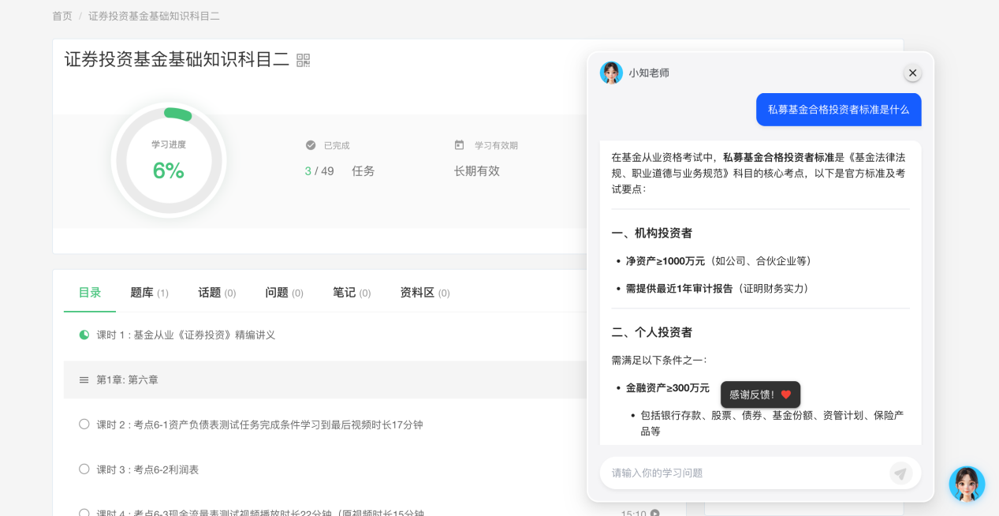 首页 / 证券投资基金基础知识科目二
证券投资基金基础知识科目二
学习进度
6%
已完成
3 / 49 任务
学习有效期
长期有效
目录
题库 (1)
话题 (0)
问题 (0)
笔记 (0)
资料区 (0)
课时 1 : 基金从业《证券投资》精编讲义
第1章: 第六章
课时 2 : 考点6-1资产负债表测试任务完成条件学习到最后视频时长17分钟
课时 3 : 考点6-2利润表
课时 4 : 考点6-3现金流量表测试视频播放时长22分钟（原视频时长15分钟
15:10
小知老师
私募基金合格投资者标准是什么
在基金从业资格考试中，私募基金合格投资者标准是《基金法律法
规、职业道德与业务规范》科目的核心考点，以下是官方标准及考
试要点：
一、机构投资者
• 净资产≥1000万元（如公司、合伙企业等）
• 需提供最近1年审计报告（证明财务实力）
二、个人投资者
需满足以下条件之一：
• 金融资产≥300万元
感谢反馈！❤️
• 包括银行存款、股票、债券、基金份额、资管计划、保险产
品等
请输入你的学习问题